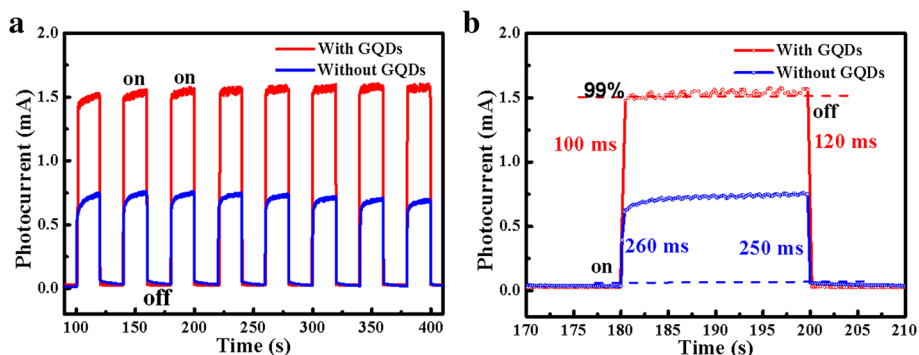 a
2.0
1.5
1.0
0.5
0.0
Photocurrent (mA)
With GQDs
Without GQDs
on
on
off
100 150 200 250 300 350 400
Time (s)
b
2.0
1.5
1.0
0.5
0.0
Photocurrent (mA)
With GQDs
Without GQDs
99%
off
100 ms
120 ms
260 ms
250 ms
on
170 175 180 185 190 195 200 205 210
Time (s)